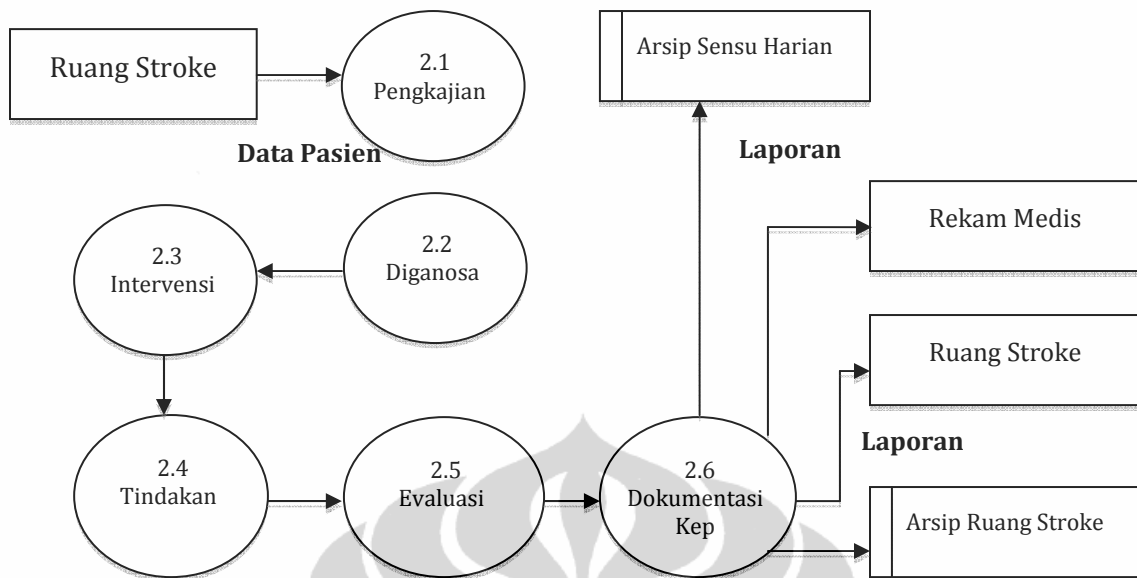 Ruang Stroke
2.1
Pengkajian
Arsip Sensu Harian
Data Pasien
Laporan
2.3
Intervensi
2.2
Diganosa
Rekam Medis
Ruang Stroke
2.4
Tindakan
2.5
Evaluasi
2.6
Dokumentasi
Kep
Laporan
Arsip Ruang Stroke